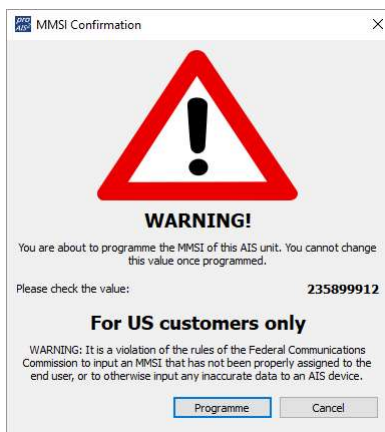 pro AIS² MMSI Confirmation
WARNING!
You are about to programme the MMSI of this AIS unit. You cannot change
this value once programmed.
Please check the value: 235899912
For US customers only
WARNING: It is a violation of the rules of the Federal Communications
Commission to input an MMSI that has not been properly assigned to the
end user, or to otherwise input any inaccurate data to an AIS device.
Programme Cancel